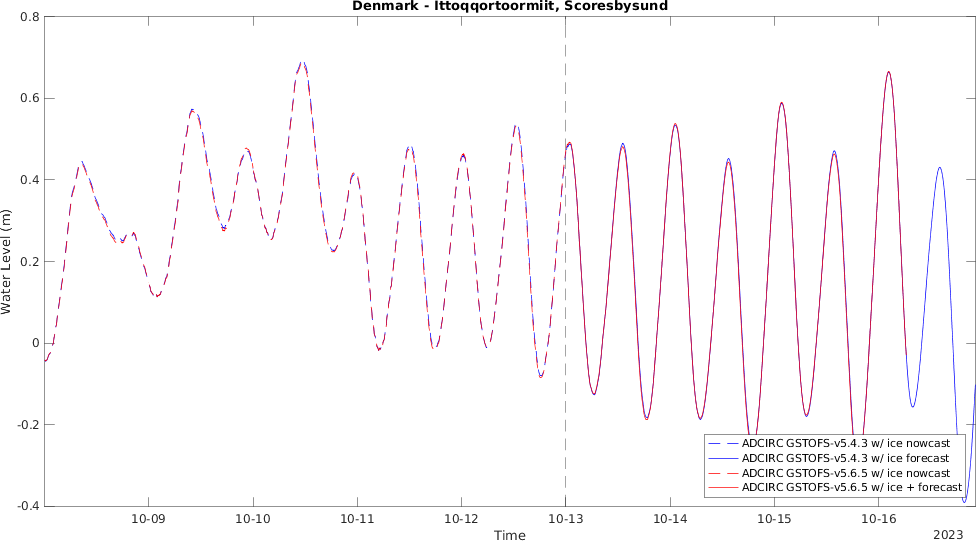 Denmark - Ittoqqortoormiit, Scoresbysund
0.8
0.6
0.4
0.2
0
-0.2
-0.4
Water Level (m)
10-09
10-10
10-11
10-12
10-13
10-14
10-15
10-16
Time
2023
ADCIRC GSTOFS-v5.4.3 w/ ice nowcast
ADCIRC GSTOFS-v5.4.3 w/ ice forecast
ADCIRC GSTOFS-v5.6.5 w/ ice nowcast
ADCIRC GSTOFS-v5.6.5 w/ ice + forecast